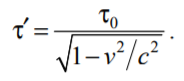 τ′ = τ₀ / √(1 − v²/c²) .